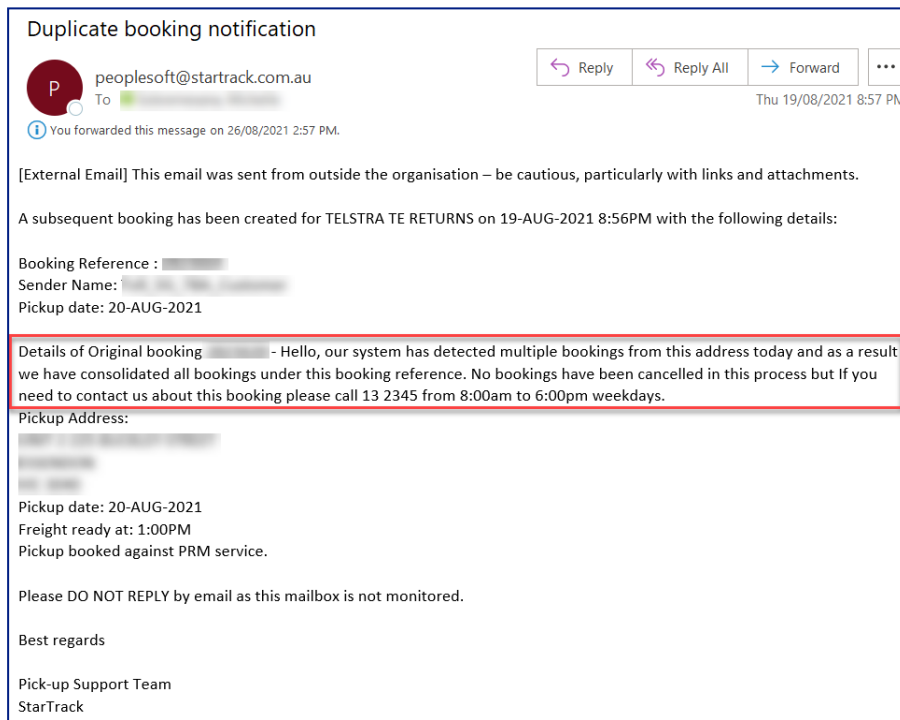 Duplicate booking notification
P
peoplesoft@startrack.com.au
To
Reply
Reply All
Forward
...
Thu 19/08/2021 8:57 PM
i You forwarded this message on 26/08/2021 2:57 PM.
[External Email] This email was sent from outside the organisation – be cautious, particularly with links and attachments.
A subsequent booking has been created for TELSTRA TE RETURNS on 19-AUG-2021 8:56PM with the following details:
Booking Reference :
Sender Name:
Pickup date: 20-AUG-2021
Details of Original booking - Hello, our system has detected multiple bookings from this address today and as a result
we have consolidated all bookings under this booking reference. No bookings have been cancelled in this process but If you
need to contact us about this booking please call 13 2345 from 8:00am to 6:00pm weekdays.
Pickup Address:
Pickup date: 20-AUG-2021
Freight ready at: 1:00PM
Pickup booked against PRM service.
Please DO NOT REPLY by email as this mailbox is not monitored.
Best regards
Pick-up Support Team
StarTrack